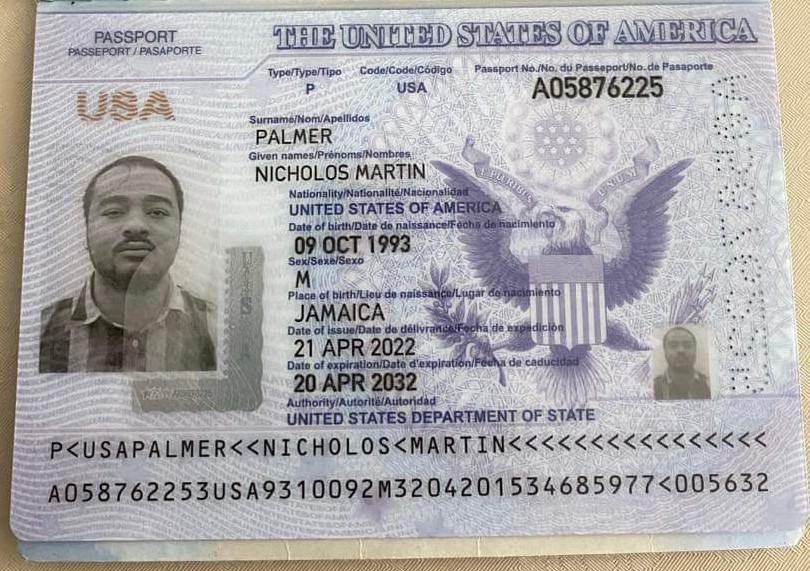 PASSPORT
PASSEPORT / PASAPORTE
THE UNITED STATES OF AMERICA
Type/Type/Tipo Code/Code/Código Passport No./No. du Passeport/No. de Pasaporte
P USA A05876225
USA
Surname/Nom/Apellidos
PALMER
Given names/Prénoms/Nombres
NICHOLOS MARTIN
Nationality/Nationalité/Nacionalidad
UNITED STATES OF AMERICA
Date of birth/Date de naissance/Fecha de nacimiento
09 OCT 1993
Sex/Sexe/Sexo
M
Place of birth/Lieu de naissance/Lugar de nacimiento
JAMAICA
Date of issue/Date de délivrance/Fecha de expedición
21 APR 2022
Date of expiration/Date d'expiration/Fecha de caducidad
20 APR 2032
Authority/Autorité/Autoridad
UNITED STATES DEPARTMENT OF STATE
P<USAPALMER<<NICHOLOS<MARTIN<<<<<<<<<<<<<<<<
A058762253USA9310092M3204201534685977<005632